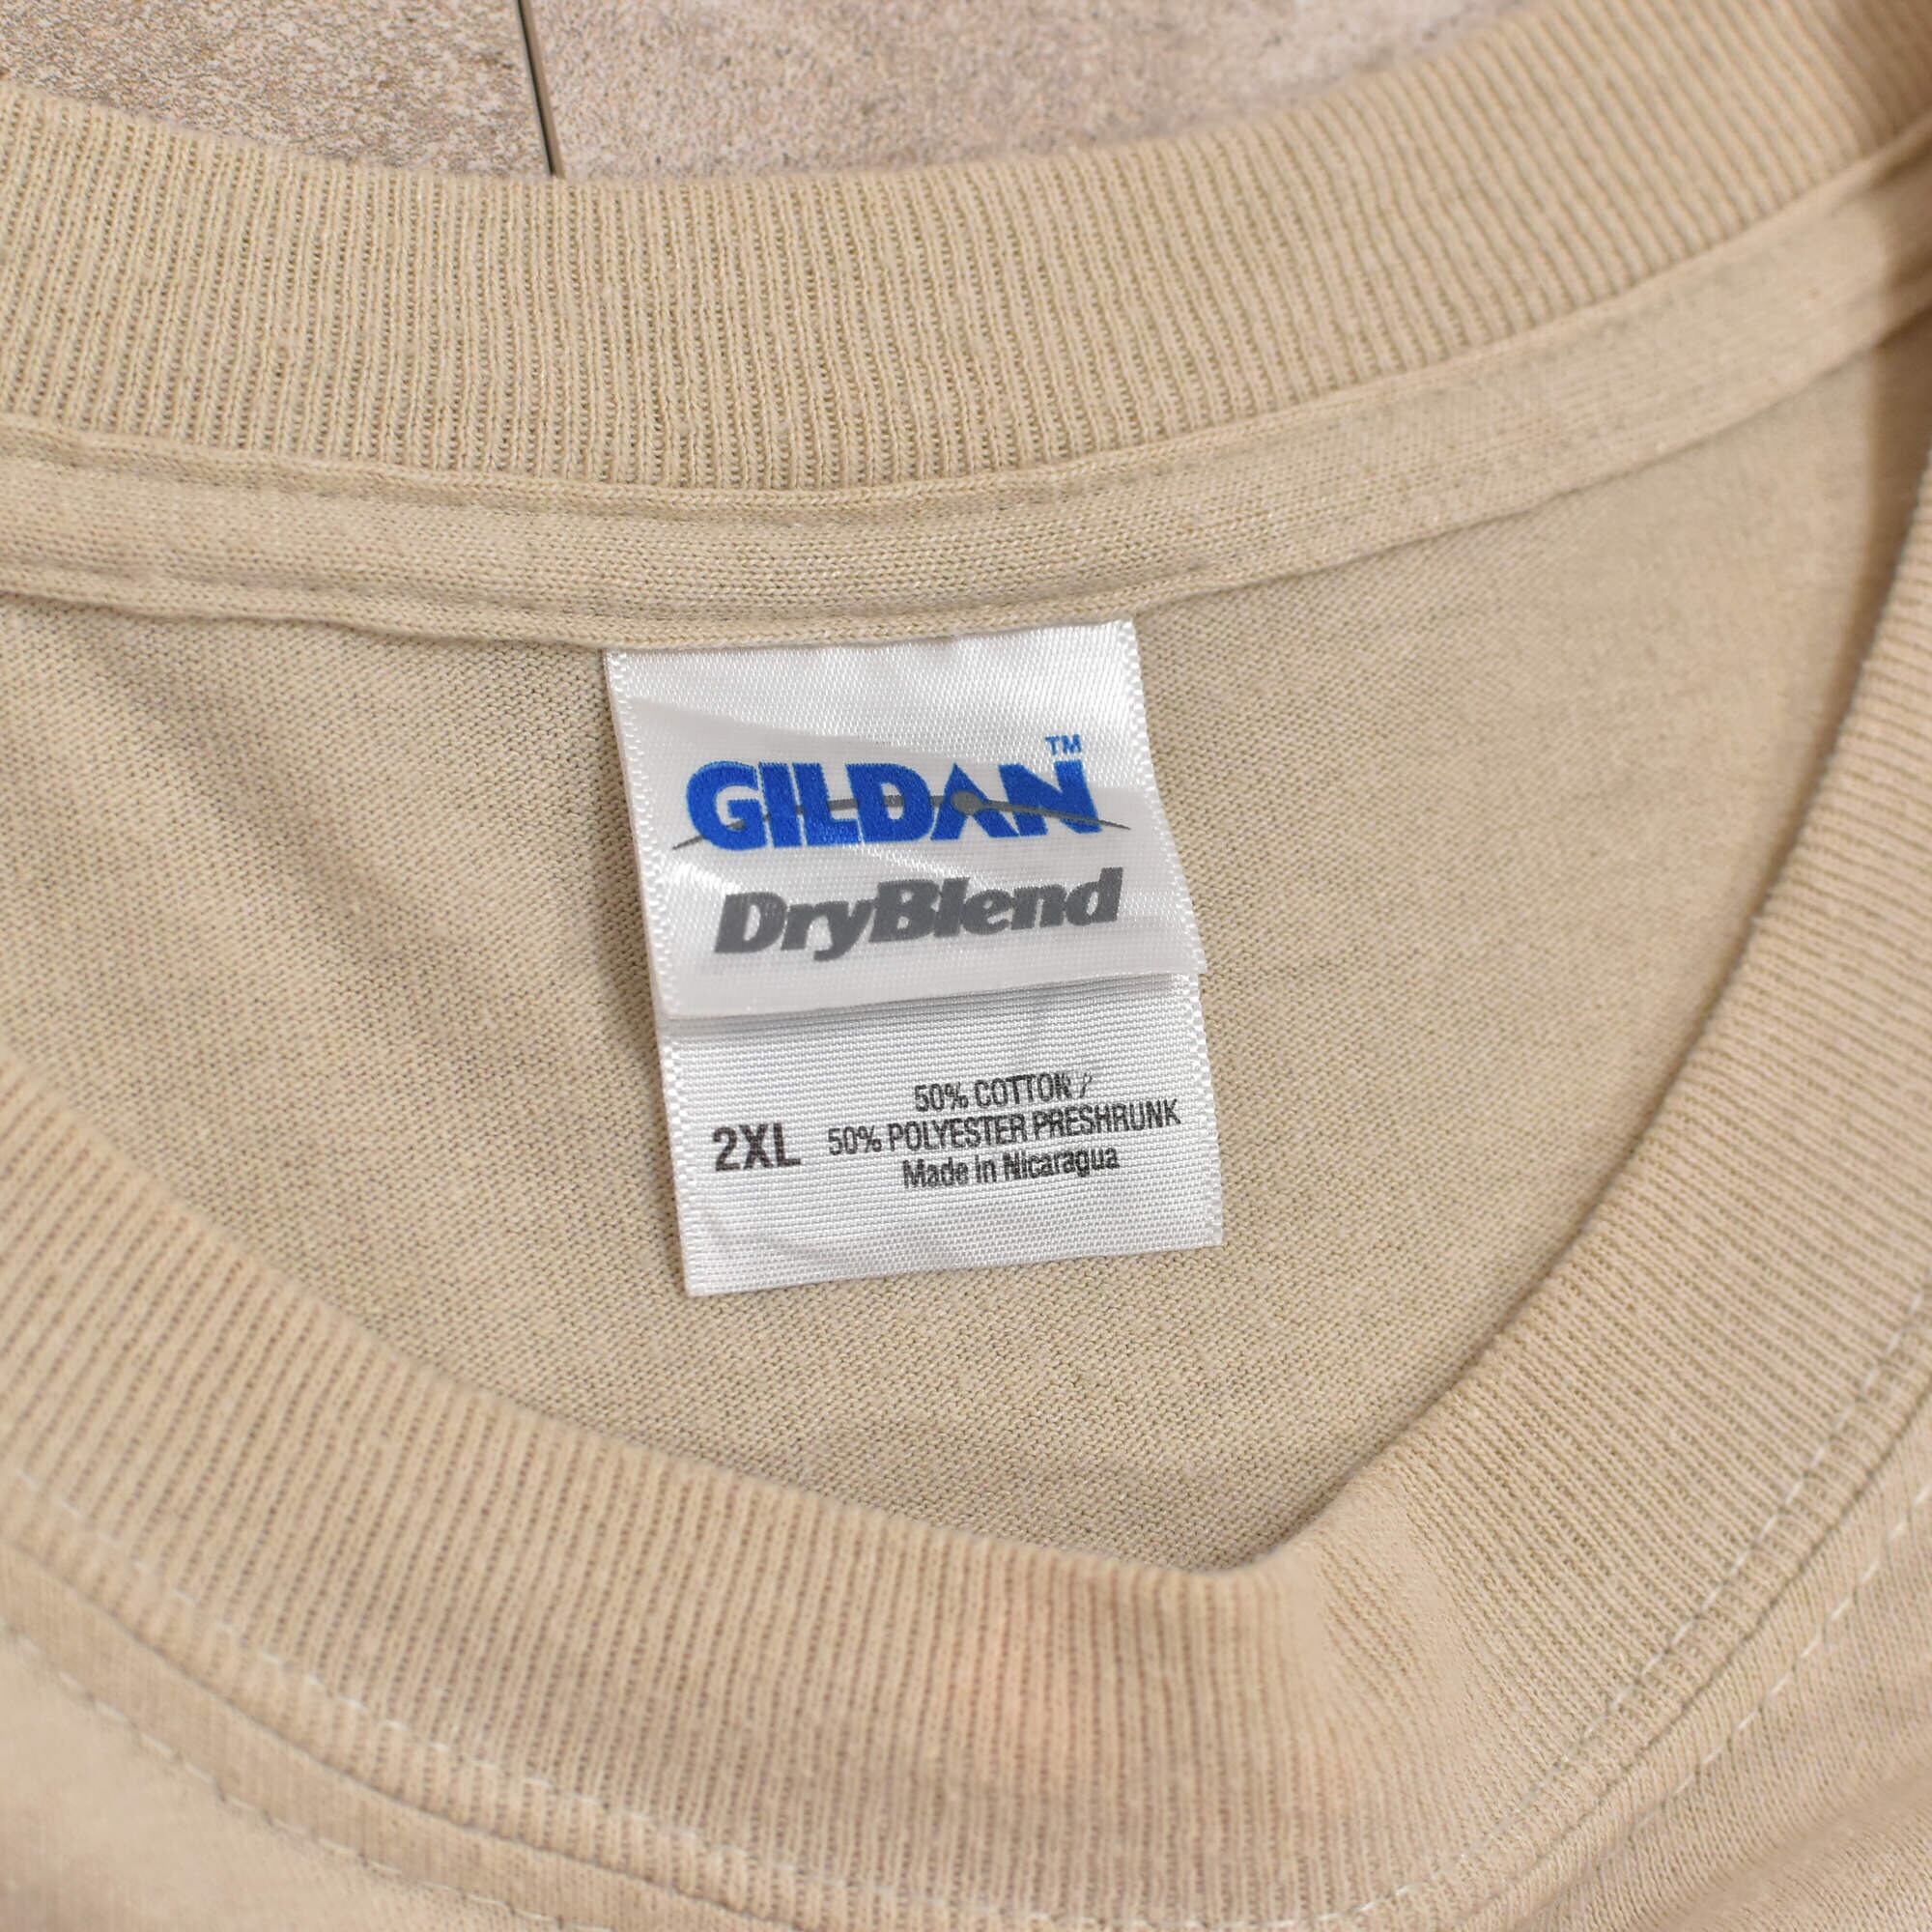 GILDAN™
DryBlend
50% COTTON /
2XL 50% POLYESTER PRESHRUNK
Made in Nicaragua